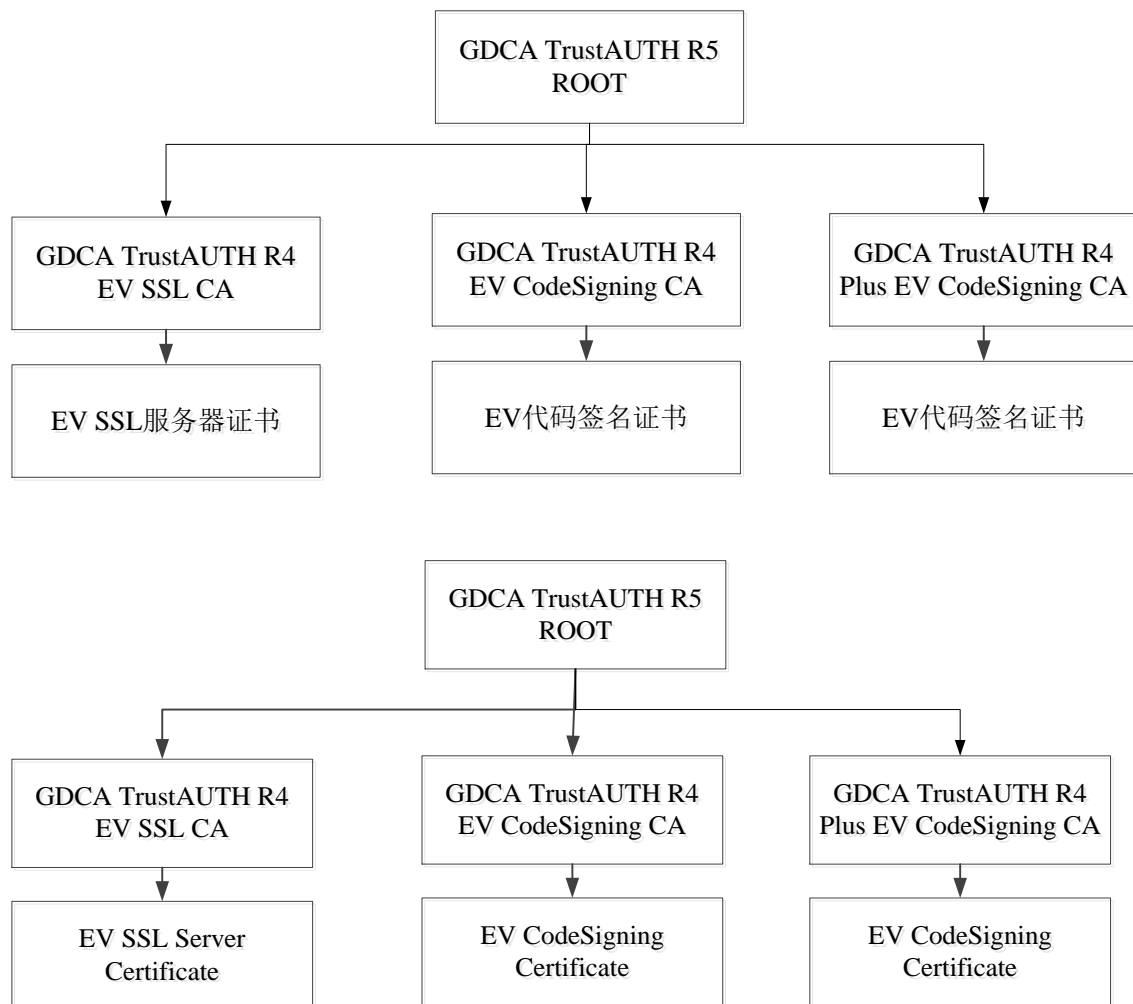 GDCA TrustAUTH R5
ROOT
GDCA TrustAUTH R4
EV SSL CA
GDCA TrustAUTH R4
EV CodeSigning CA
GDCA TrustAUTH R4
Plus EV CodeSigning CA
EV SSL服务器证书
EV代码签名证书
EV代码签名证书
GDCA TrustAUTH R5
ROOT
GDCA TrustAUTH R4
EV SSL CA
GDCA TrustAUTH R4
EV CodeSigning CA
GDCA TrustAUTH R4
Plus EV CodeSigning CA
EV SSL Server
Certificate
EV CodeSigning
Certificate
EV CodeSigning
Certificate